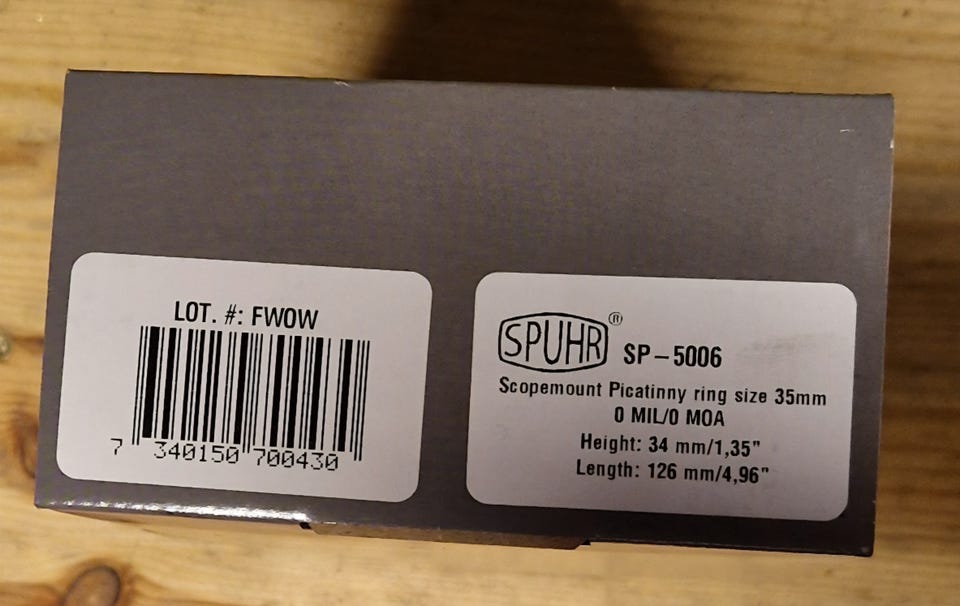 LOT. #: FWOW
7 340150 700430
SPUHR® SP-5006
Scopemount Picatinny ring size 35mm
0 MIL/0 MOA
Height: 34 mm/1,35"
Length: 126 mm/4,96"